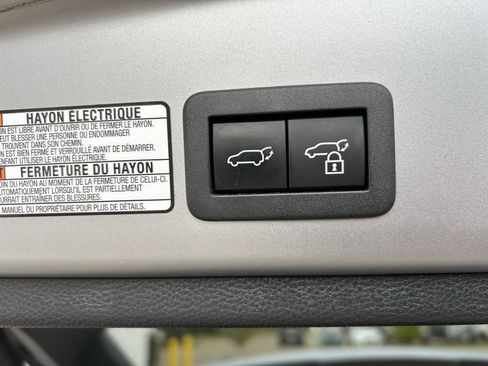 HAYON ÉLECTRIQUE
EST LIBRE AVANT D'OUVRIR OU DE FERMER LE HAYON.
BLESSER UNE PERSONNE OU ENDOMMAGER
TROUVENT DANS SON CHEMIN.
EST BIEN FERMÉ ET VERROUILLÉ AVANT DE DÉMARRER.
ENFANT UTILISER LE HAYON ÉLECTRIQUE.
FERMETURE DU HAYON
DU HAYON AU MOMENT DE LA FERMETURE DE CELUI-CI.
AUTOMATIQUEMENT LORSQU'IL EST PARTIELLEMENT
ENTRAÎNER DES BLESSURES.
MANUEL DU PROPRIÉTAIRE POUR PLUS DE DÉTAILS.